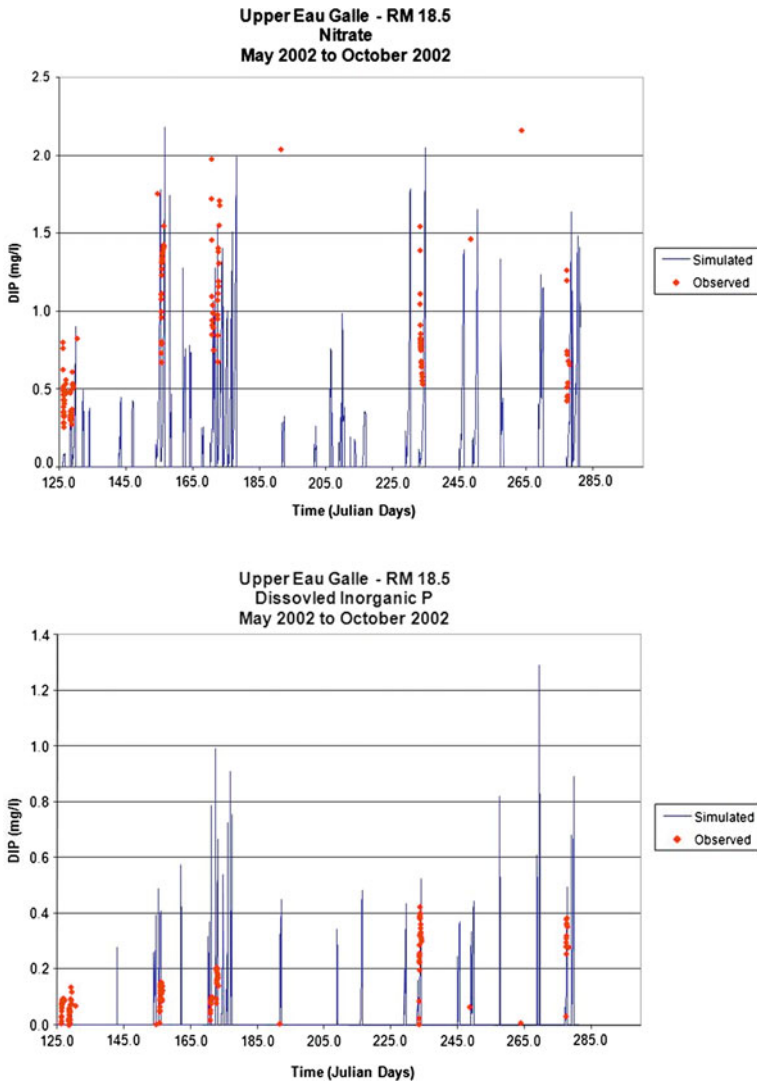 Upper Eau Galle - RM 18.5
Nitrate
May 2002 to October 2002
2.5
2.0
1.5
1.0
0.5
0.0
DIP (mg/l)
125.0 145.0 165.0 185.0 205.0 225.0 245.0 265.0 285.0
Time (Julian Days)
Simulated
Observed
Upper Eau Galle - RM 18.5
Dissovled Inorganic P
May 2002 to October 2002
1.4
1.2
1.0
0.8
0.6
0.4
0.2
0.0
DIP (mg/l)
125.0 145.0 165.0 185.0 205.0 225.0 245.0 265.0 285.0
Time (Julian Days)
Simulated
Observed